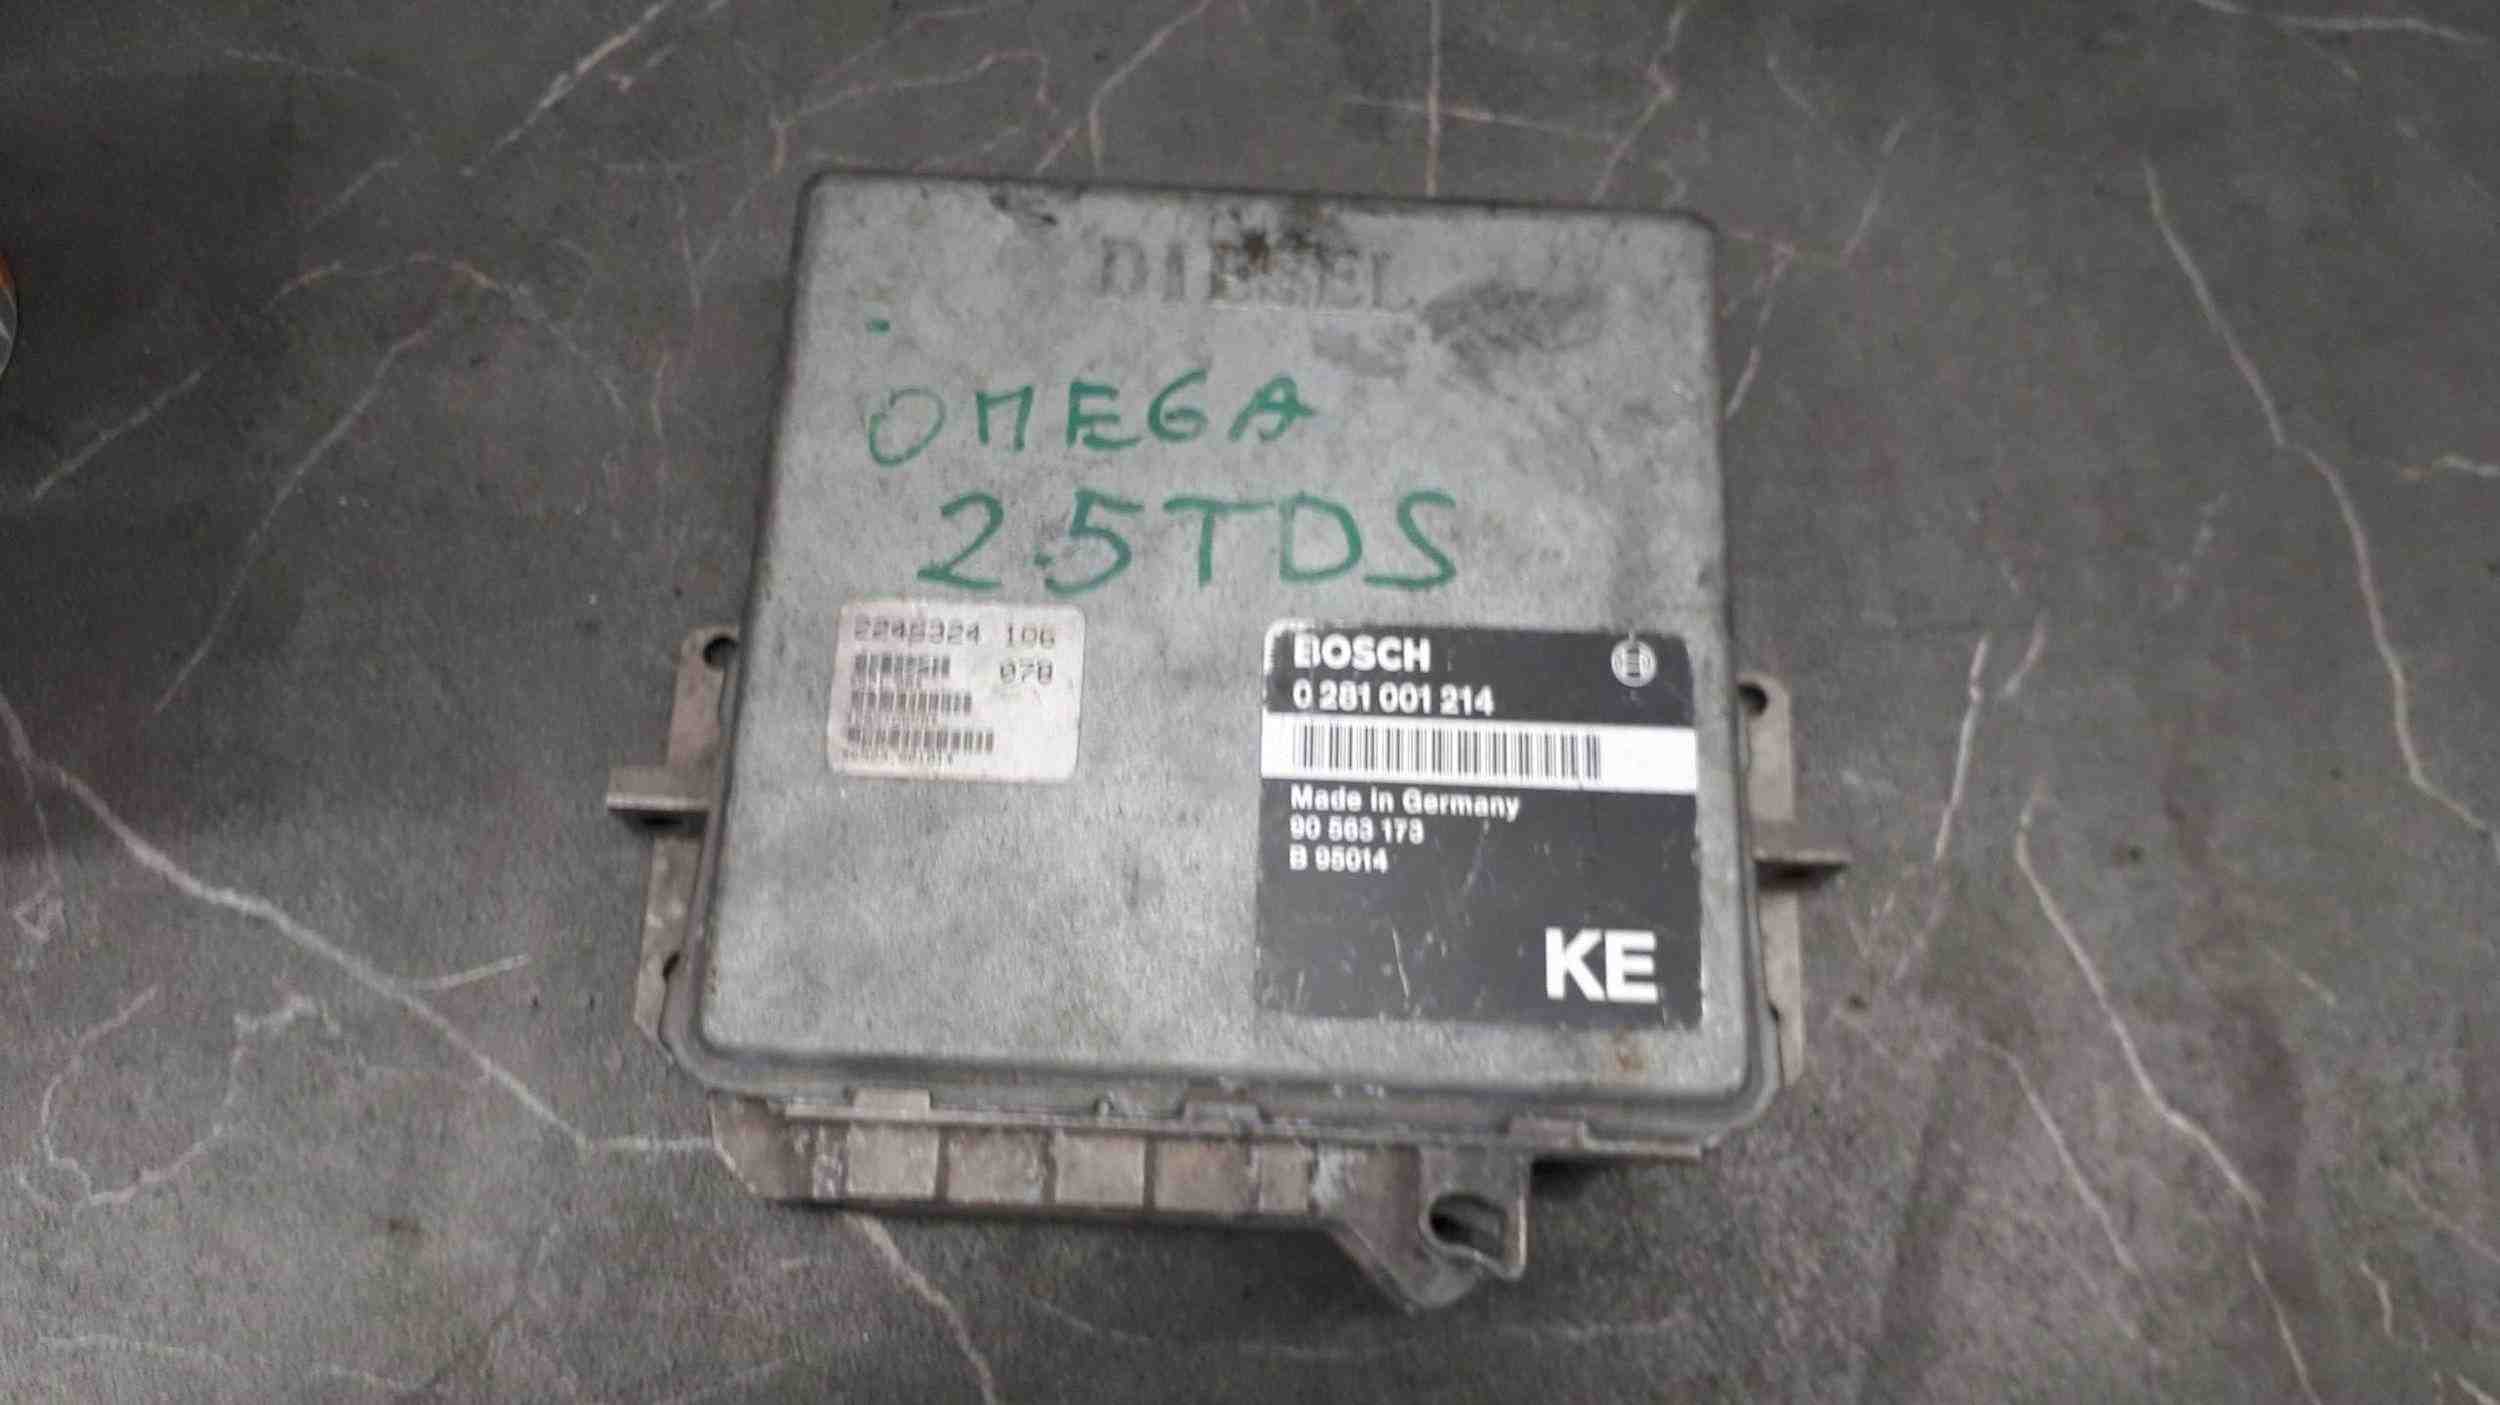 DIESEL
OMEGA
2.5TDS
2246324 106
078
BOSCH
0 281 001 214
Made in Germany
90 563 173
B 95014
KE